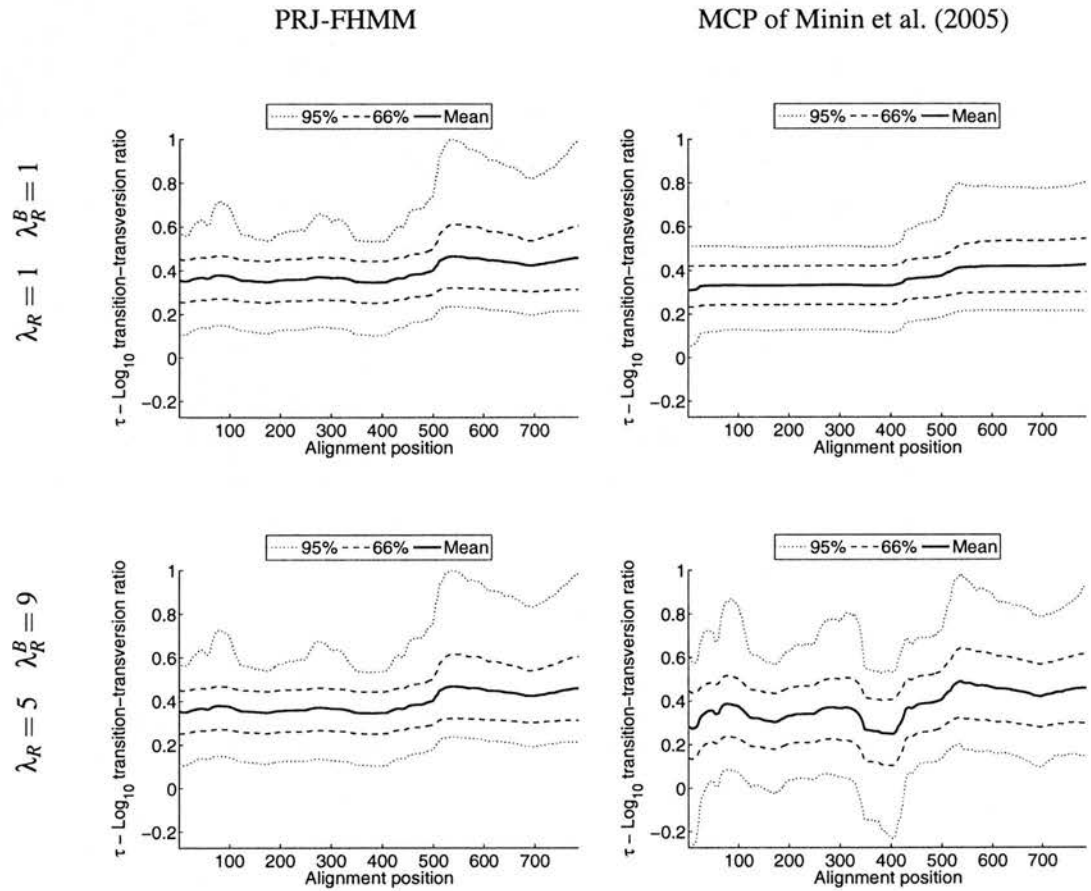 PRJ-FHMM
MCP of Minin et al. (2005)
λ_R = 1 λ_R^B = 1
95% 66% Mean
τ − Log10 transition−transversion ratio
1
0.8
0.6
0.4
0.2
0
−0.2
100 200 300 400 500 600 700
Alignment position
95% 66% Mean
τ − Log10 transition−transversion ratio
1
0.8
0.6
0.4
0.2
0
−0.2
100 200 300 400 500 600 700
Alignment position
λ_R = 5 λ_R^B = 9
95% 66% Mean
τ − Log10 transition−transversion ratio
1
0.8
0.6
0.4
0.2
0
−0.2
100 200 300 400 500 600 700
Alignment position
95% 66% Mean
τ − Log10 transition−transversion ratio
1
0.8
0.6
0.4
0.2
0
−0.2
100 200 300 400 500 600 700
Alignment position